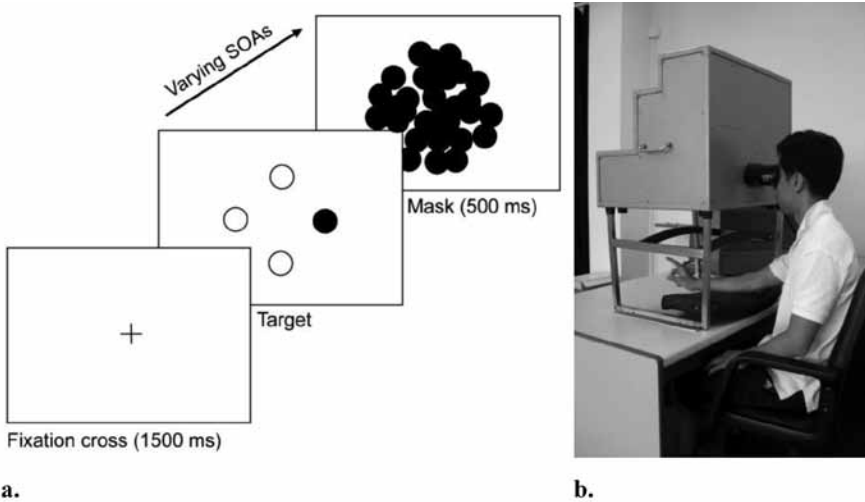 Varying SOAs
Mask (500 ms)
Target
Fixation cross (1500 ms)
a.
b.